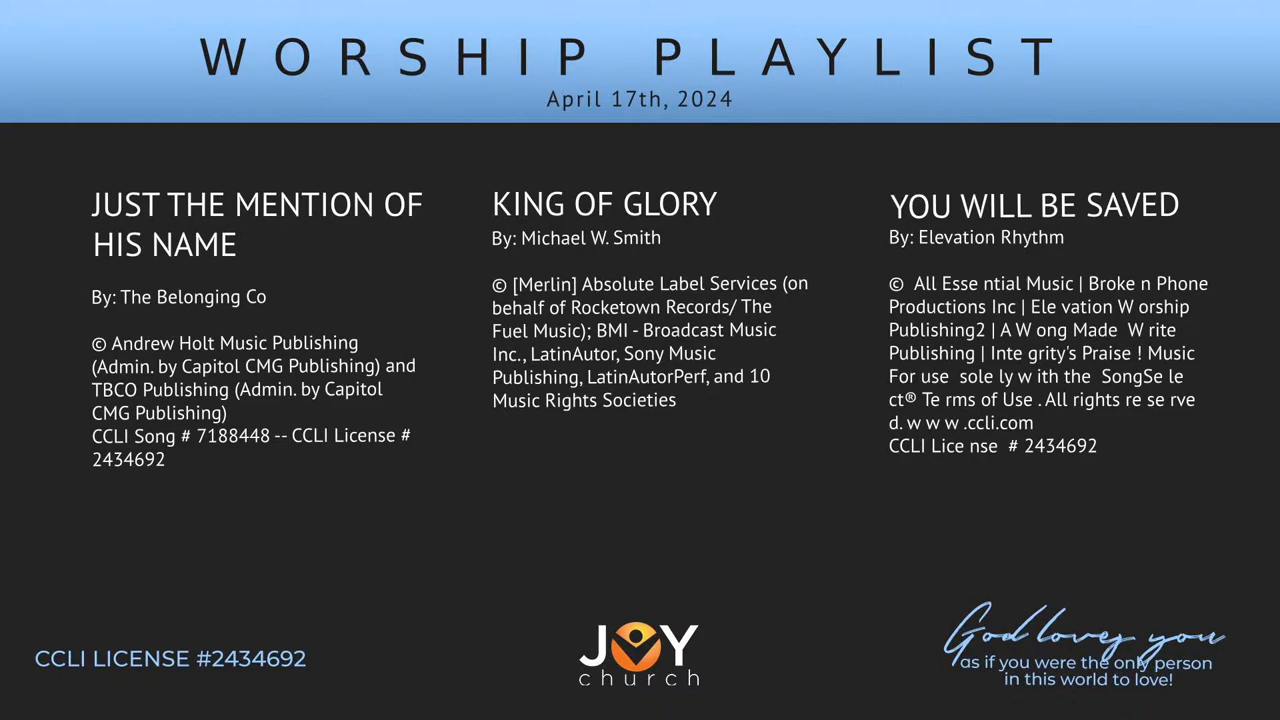 WORSHIP PLAYLIST
April 17th, 2024
JUST THE MENTION OF
HIS NAME
By: The Belonging Co
© Andrew Holt Music Publishing
(Admin. by Capitol CMG Publishing) and
TBCO Publishing (Admin. by Capitol
CMG Publishing)
CCLI Song # 7188448 -- CCLI License #
2434692
KING OF GLORY
By: Michael W. Smith
© [Merlin] Absolute Label Services (on
behalf of Rocketown Records/ The
Fuel Music); BMI - Broadcast Music
Inc., LatinAutor, Sony Music
Publishing, LatinAutorPerf, and 10
Music Rights Societies
YOU WILL BE SAVED
By: Elevation Rhythm
©  All Esse ntial Music | Broke n Phone
Productions Inc | Ele vation W orship
Publishing2 | A W ong Made  W rite
Publishing | Inte grity's Praise ! Music
For use  sole ly w ith the  SongSe le
ct® Te rms of Use . All rights re se rve
d. w w w .ccli.com
CCLI Lice nse  # 2434692
CCLI LICENSE #2434692
JOY
church
God loves you
as if you were the only person
in this world to love!